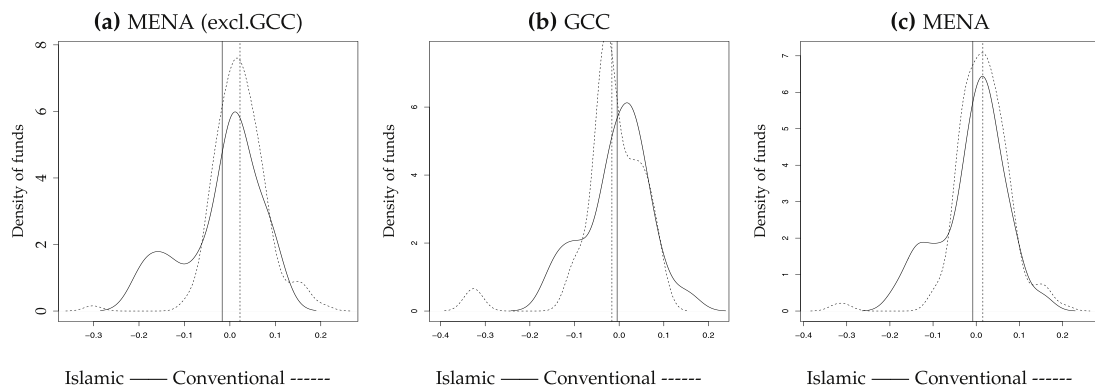 (a) MENA (excl.GCC)
Density of funds
8
6
4
2
0
-0.3 -0.2 -0.1 0.0 0.1 0.2
Islamic —— Conventional ------
(b) GCC
Density of funds
6
4
2
0
-0.4 -0.3 -0.2 -0.1 0.0 0.1 0.2
(c) MENA
Density of funds
7
6
5
4
3
2
1
0
-0.4 -0.3 -0.2 -0.1 0.0 0.1 0.2
Islamic —— Conventional ------